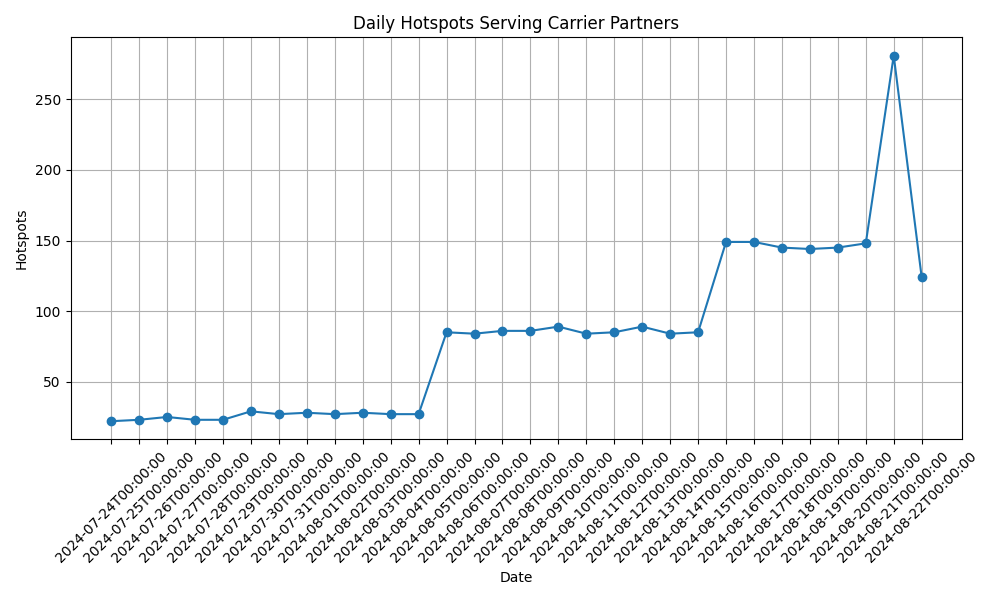 Daily Hotspots Serving Carrier Partners
Hotspots
250
200
150
100
50
2024-07-24T00:00:00
2024-07-25T00:00:00
2024-07-26T00:00:00
2024-07-27T00:00:00
2024-07-28T00:00:00
2024-07-29T00:00:00
2024-07-30T00:00:00
2024-07-31T00:00:00
2024-08-01T00:00:00
2024-08-02T00:00:00
2024-08-03T00:00:00
2024-08-04T00:00:00
2024-08-05T00:00:00
2024-08-06T00:00:00
2024-08-07T00:00:00
2024-08-08T00:00:00
2024-08-09T00:00:00
2024-08-10T00:00:00
2024-08-11T00:00:00
2024-08-12T00:00:00
2024-08-13T00:00:00
2024-08-14T00:00:00
2024-08-15T00:00:00
2024-08-16T00:00:00
2024-08-17T00:00:00
2024-08-18T00:00:00
2024-08-19T00:00:00
2024-08-20T00:00:00
2024-08-21T00:00:00
2024-08-22T00:00:00
Date